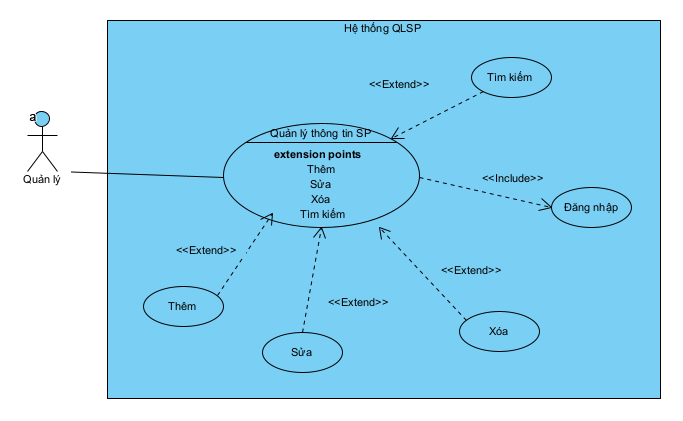 Hệ thống QLSP
Tìm kiếm
<<Extend>>
a
Quản lý
Quản lý thông tin SP
extension points
Thêm
Sửa
Xóa
Tìm kiếm
<<Include>>
Đăng nhập
<<Extend>>
Thêm
<<Extend>>
Sửa
<<Extend>>
Xóa